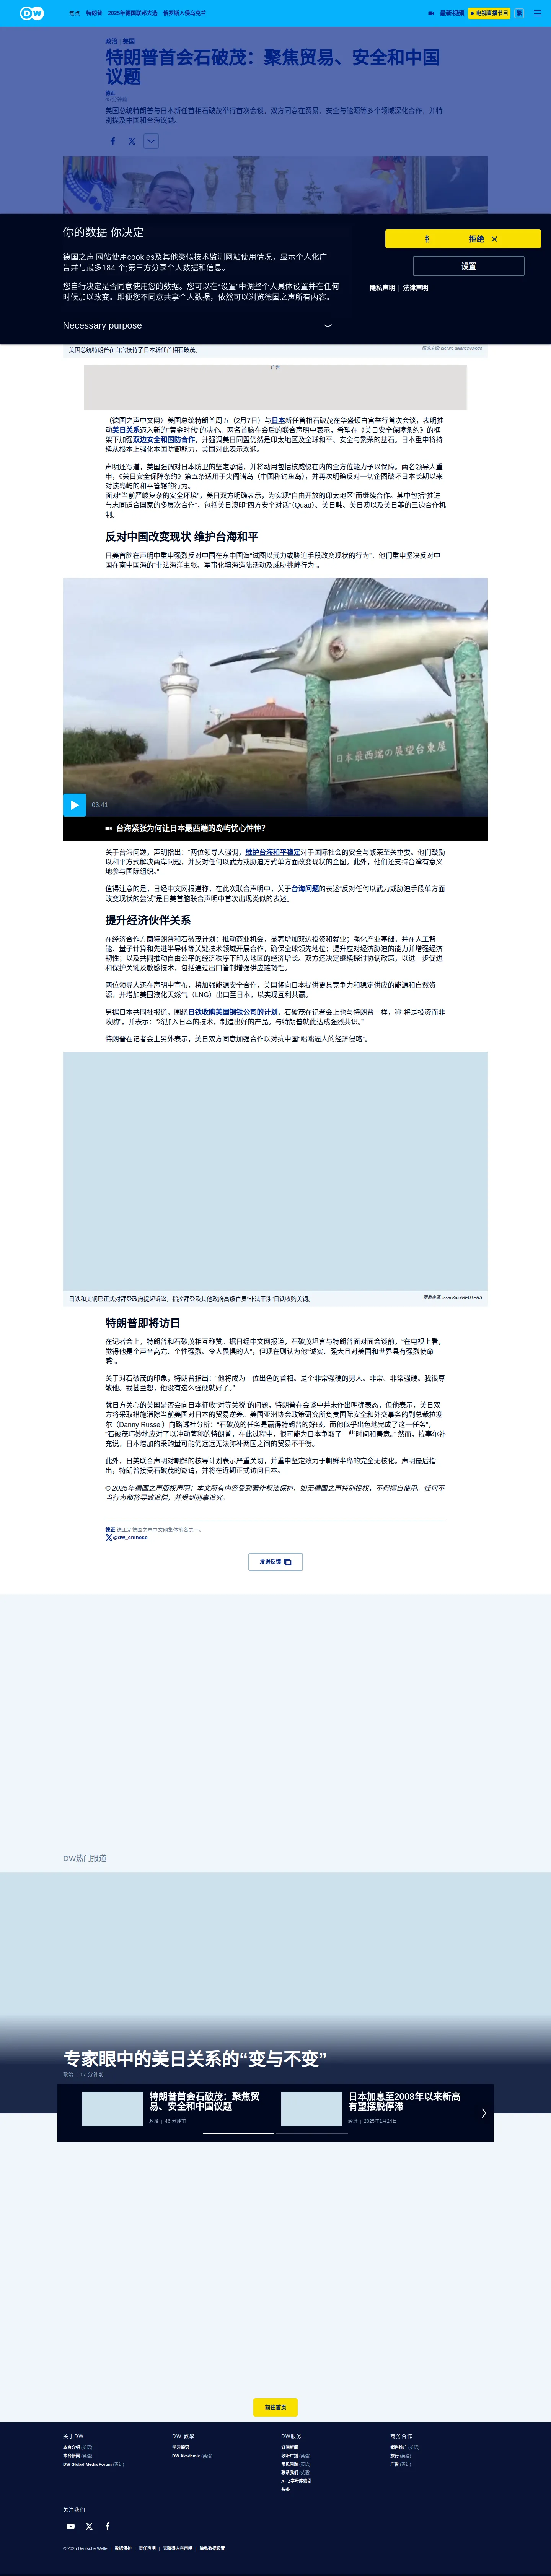 DW
焦点 特朗普 2025年德国联邦大选 俄罗斯入侵乌克兰
最新视频 电视直播节目 繁
政治 | 美国
特朗普首会石破茂：聚焦贸易、安全和中国
议题
德正
美国总统特朗普与日本新任首相石破茂举行首次会谈，双方同意在贸易、安全与能源等多个领域深化合作，并特
别提及中国和台海议题。
你的数据 你决定
德国之声'网站使用cookies及其他类似技术监测网站使用情况，显示个人化广
告并与最多184 个;第三方分享个人数据和信息。
您自行决定是否同意使用您的数据。您可以在"设置"中调整个人具体设置并在任何
时候加以改变。即便您不同意共享个人数据，依然可以浏览德国之声所有内容。
Necessary purpose
拒绝
设置
隐私声明 | 法律声明
美国总统特朗普在白宫接待了日本新任首相石破茂。
图像来源: picture alliance/Kyodo
广告
（德国之声中文网）美国总统特朗普周五（2月7日）与日本新任首相石破茂在华盛顿白宫举行首次会谈，表明推
动美日关系迈入新的"黄金时代"的决心。两名首脑在会后的联合声明中表示，希望在《美日安全保障条约》的框
架下加强双边安全和国防合作，并强调美日同盟仍然是印太地区及全球和平、安全与繁荣的基石。日本重申将持
续从根本上强化本国防御能力，美国对此表示欢迎。
声明还写道，美国强调对日本防卫的坚定承诺，并将动用包括核威慑在内的全方位能力予以保障。两名领导人重
申，《美日安全保障条约》第五条适用于尖阁诸岛（中国称钓鱼岛），并再次明确反对一切企图破坏日本长期以来
对该岛屿的和平管辖的行为。
面对"当前严峻复杂的安全环境"，美日双方明确表示，为实现"自由开放的印太地区"而继续合作。其中包括"推进
与志同道合国家的多层次合作"，包括美日澳印"四方安全对话"（Quad）、美日韩、美日澳以及美日菲的三边合作机
制。
反对中国改变现状 维护台海和平
日美首脑在声明中重申强烈反对中国在东中国海"试图以武力或胁迫手段改变现状的行为"。他们重申坚决反对中
国在南中国海的"非法海洋主张、军事化填海造陆活动及威胁挑衅行为"。
日本最西端の展望台東屋
03:41
台海紧张为何让日本最西端的岛屿忧心忡忡？
关于台海问题，声明指出："两位领导人强调，维护台海和平稳定对于国际社会的安全与繁荣至关重要。他们鼓励
以和平方式解决两岸问题，并反对任何以武力或胁迫方式单方面改变现状的企图。此外，他们还支持台湾有意义
地参与国际组织。"
值得注意的是，日经中文网报道称，在此次联合声明中，关于台海问题的表述"反对任何以武力或胁迫手段单方面
改变现状的尝试"是日美首脑联合声明中首次出现类似的表述。
提升经济伙伴关系
在经济合作方面特朗普和石破茂计划：推动商业机会，显著增加双边投资和就业；强化产业基础，并在人工智
能、量子计算和先进半导体等关键技术领域开展合作，确保全球领先地位；提升应对经济胁迫的能力并增强经济
韧性；以及共同推动自由公平的经济秩序下印太地区的经济增长。双方还决定继续探讨协调政策，以进一步促进
和保护关键及敏感技术，包括通过出口管制增强供应链韧性。
两位领导人还在声明中宣布，将加强能源安全合作，美国将向日本提供更具竞争力和稳定供应的能源和自然资
源，并增加美国液化天然气（LNG）出口至日本，以实现互利共赢。
另据日本共同社报道，围绕日铁收购美国钢铁公司的计划，石破茂在记者会上也与特朗普一样，称"将是投资而非
收购"，并表示："将加入日本的技术，制造出好的产品。与特朗普就此达成强烈共识。"
特朗普在记者会上另外表示，美日双方同意加强合作以对抗中国"咄咄逼人的经济侵略"。
日铁和美钢已正式对拜登政府提起诉讼，指控拜登及其他政府高级官员"非法干涉"日铁收购美钢。
图像来源: Issei Kato/REUTERS
特朗普即将访日
在记者会上，特朗普和石破茂相互称赞。据日经中文网报道，石破茂坦言与特朗普面对面会谈前，"在电视上看，
觉得他是个声音高亢、个性强烈、令人畏惧的人"，但现在则认为他"诚实、强大且对美国和世界具有强烈使命
感"。
关于对石破茂的印象，特朗普指出："他将成为一位出色的首相。是个非常强硬的男人。非常、非常强硬。我很尊
敬他。我甚至想，他没有这么强硬就好了。"
就日方关心的美国是否会向日本征收"对等关税"的问题，特朗普在会谈中并未作出明确表态，但他表示，美日双
方将采取措施消除当前美国对日本的贸易逆差。美国亚洲协会政策研究所负责国际安全和外交事务的副总裁拉塞
尔（Danny Russel）向路透社分析："石破茂的任务是赢得特朗普的好感，而他似乎出色地完成了这一任务"，
"石破茂巧妙地应对了以冲动著称的特朗普，在此过程中，很可能为日本争取了一些时间和善意。" 然而，拉塞尔补
充说，日本增加的采购量可能仍远远无法弥补两国之间的贸易不平衡。
此外，日美联合声明对朝鲜的核导计划表示严重关切，并重申坚定致力于朝鲜半岛的完全无核化。声明最后指
出，特朗普接受石破茂的邀请，并将在近期正式访问日本。
© 2025年德国之声版权声明：本文所有内容受到著作权法保护，如无德国之声特别授权，不得擅自使用。任何不
当行为都将导致追偿，并受到刑事追究。
德正 德正是德国之声中文网集体笔名之一。
@dw_chinese
发送反馈
DW热门报道
专家眼中的美日关系的"变与不变"
政治 | 17 分钟前
特朗普首会石破茂：聚焦贸
易、安全和中国议题
政治 | 48 分钟前
日本加息至2008年以来新高
有望摆脱停滞
经济 | 2025年1月24日
前往首页
关于DW
本台介绍 (英语)
本台新闻 (英语)
DW Global Media Forum (英语)
DW 教學
学习德语
DW Akademie (英语)
DW服务
订阅新闻
收听广播 (英语)
常见问题 (英语)
联系我们 (英语)
A - Z字母序索引
头条
商务合作
销售推广 (英语)
旅行 (英语)
广告 (英语)
关注我们
© 2025 Deutsche Welle | 数据保护 | 责任声明 | 无障碍内容声明 | 隐私数据设置